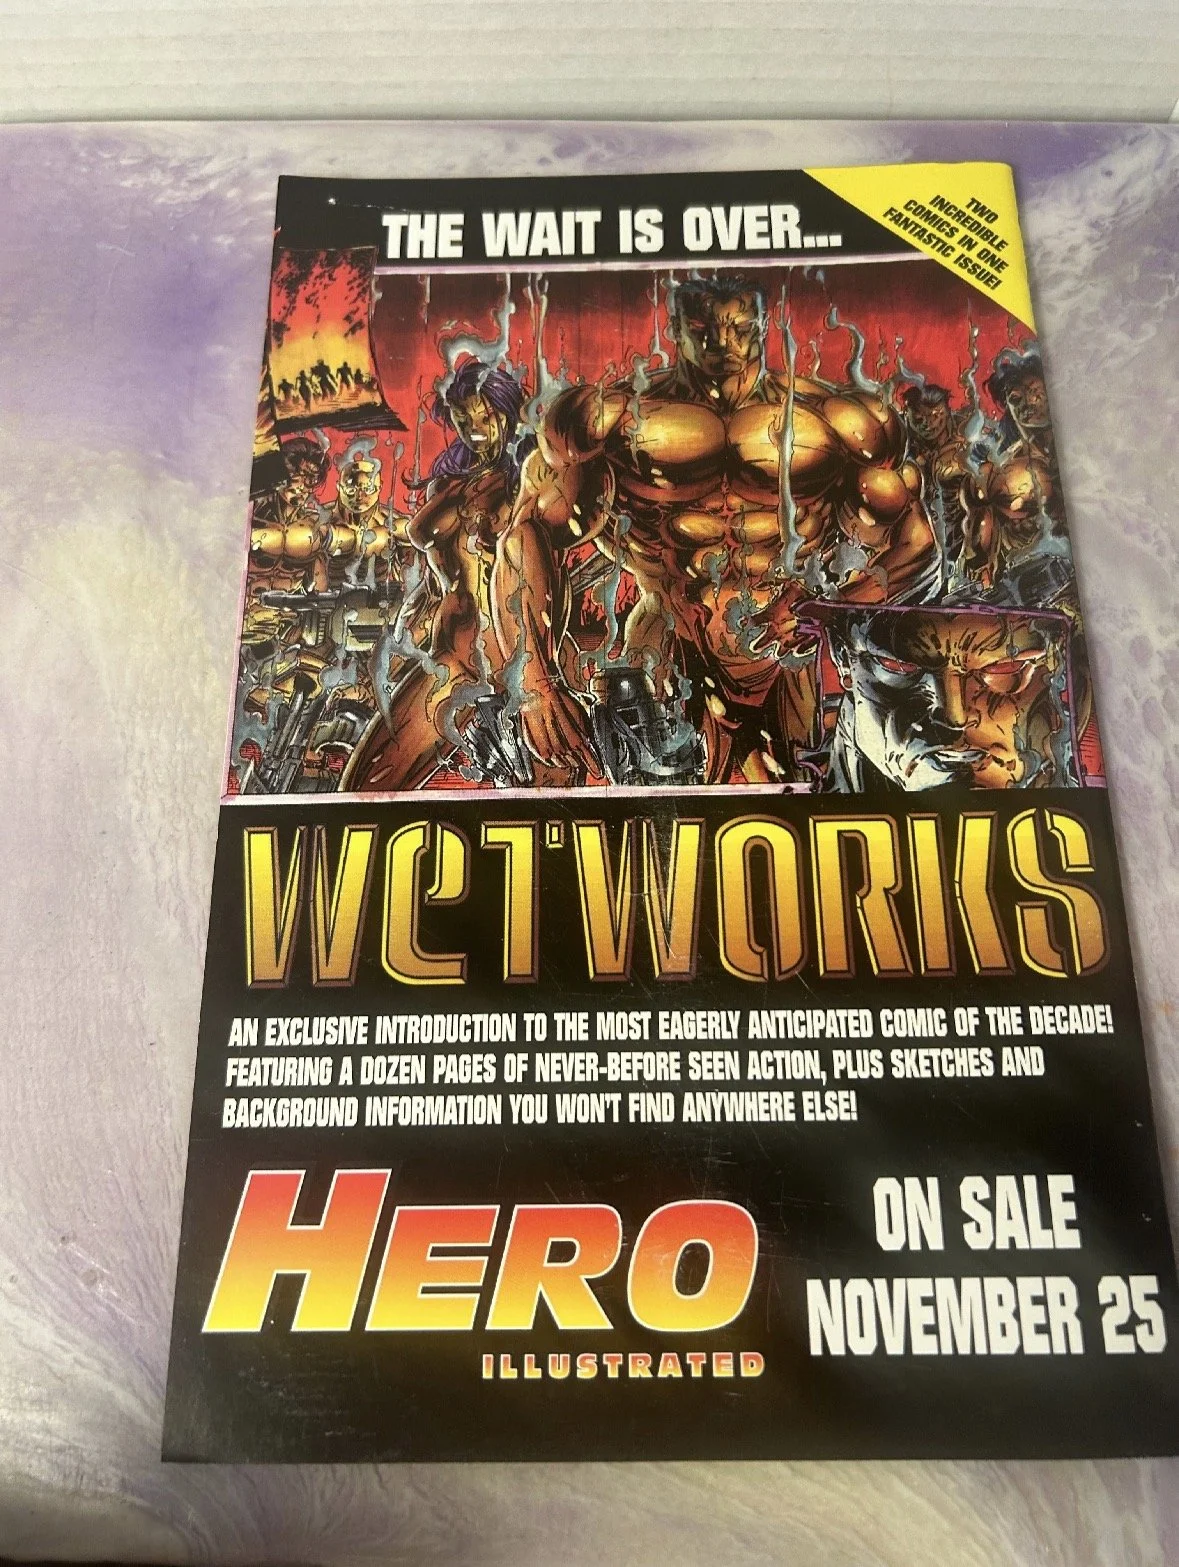 THE WAIT IS OVER...
TWO
INCREDIBLE
COMICS IN ONE
FANTASTIC ISSUE!
WETWORKS
AN EXCLUSIVE INTRODUCTION TO THE MOST EAGERLY ANTICIPATED COMIC OF THE DECADE!
FEATURING A DOZEN PAGES OF NEVER-BEFORE SEEN ACTION, PLUS SKETCHES AND
BACKGROUND INFORMATION YOU WON'T FIND ANYWHERE ELSE!
HERO
ILLUSTRATED
ON SALE
NOVEMBER 25